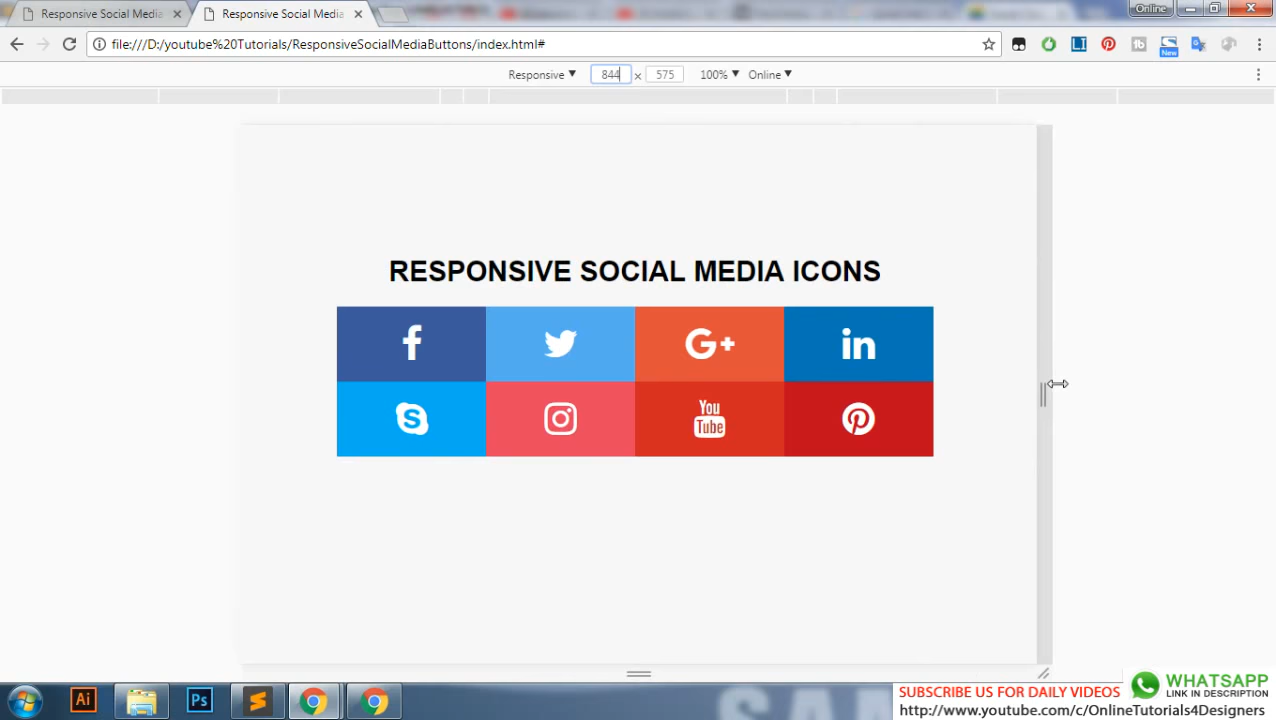 Responsive Social Media
Responsive Social Media
Online
file:///D:/youtube%20Tutorials/ResponsiveSocialMediaButtons/index.html#
New
Responsive ▼ 844 × 575 100% ▼ Online ▼
RESPONSIVE SOCIAL MEDIA ICONS
f G+ in
S You
Tube
Ai Ps
SUBSCRIBE US FOR DAILY VIDEOS
http://www.youtube.com/c/OnlineTutorials4Designers
WHATSAPP
LINK IN DESCRIPTION